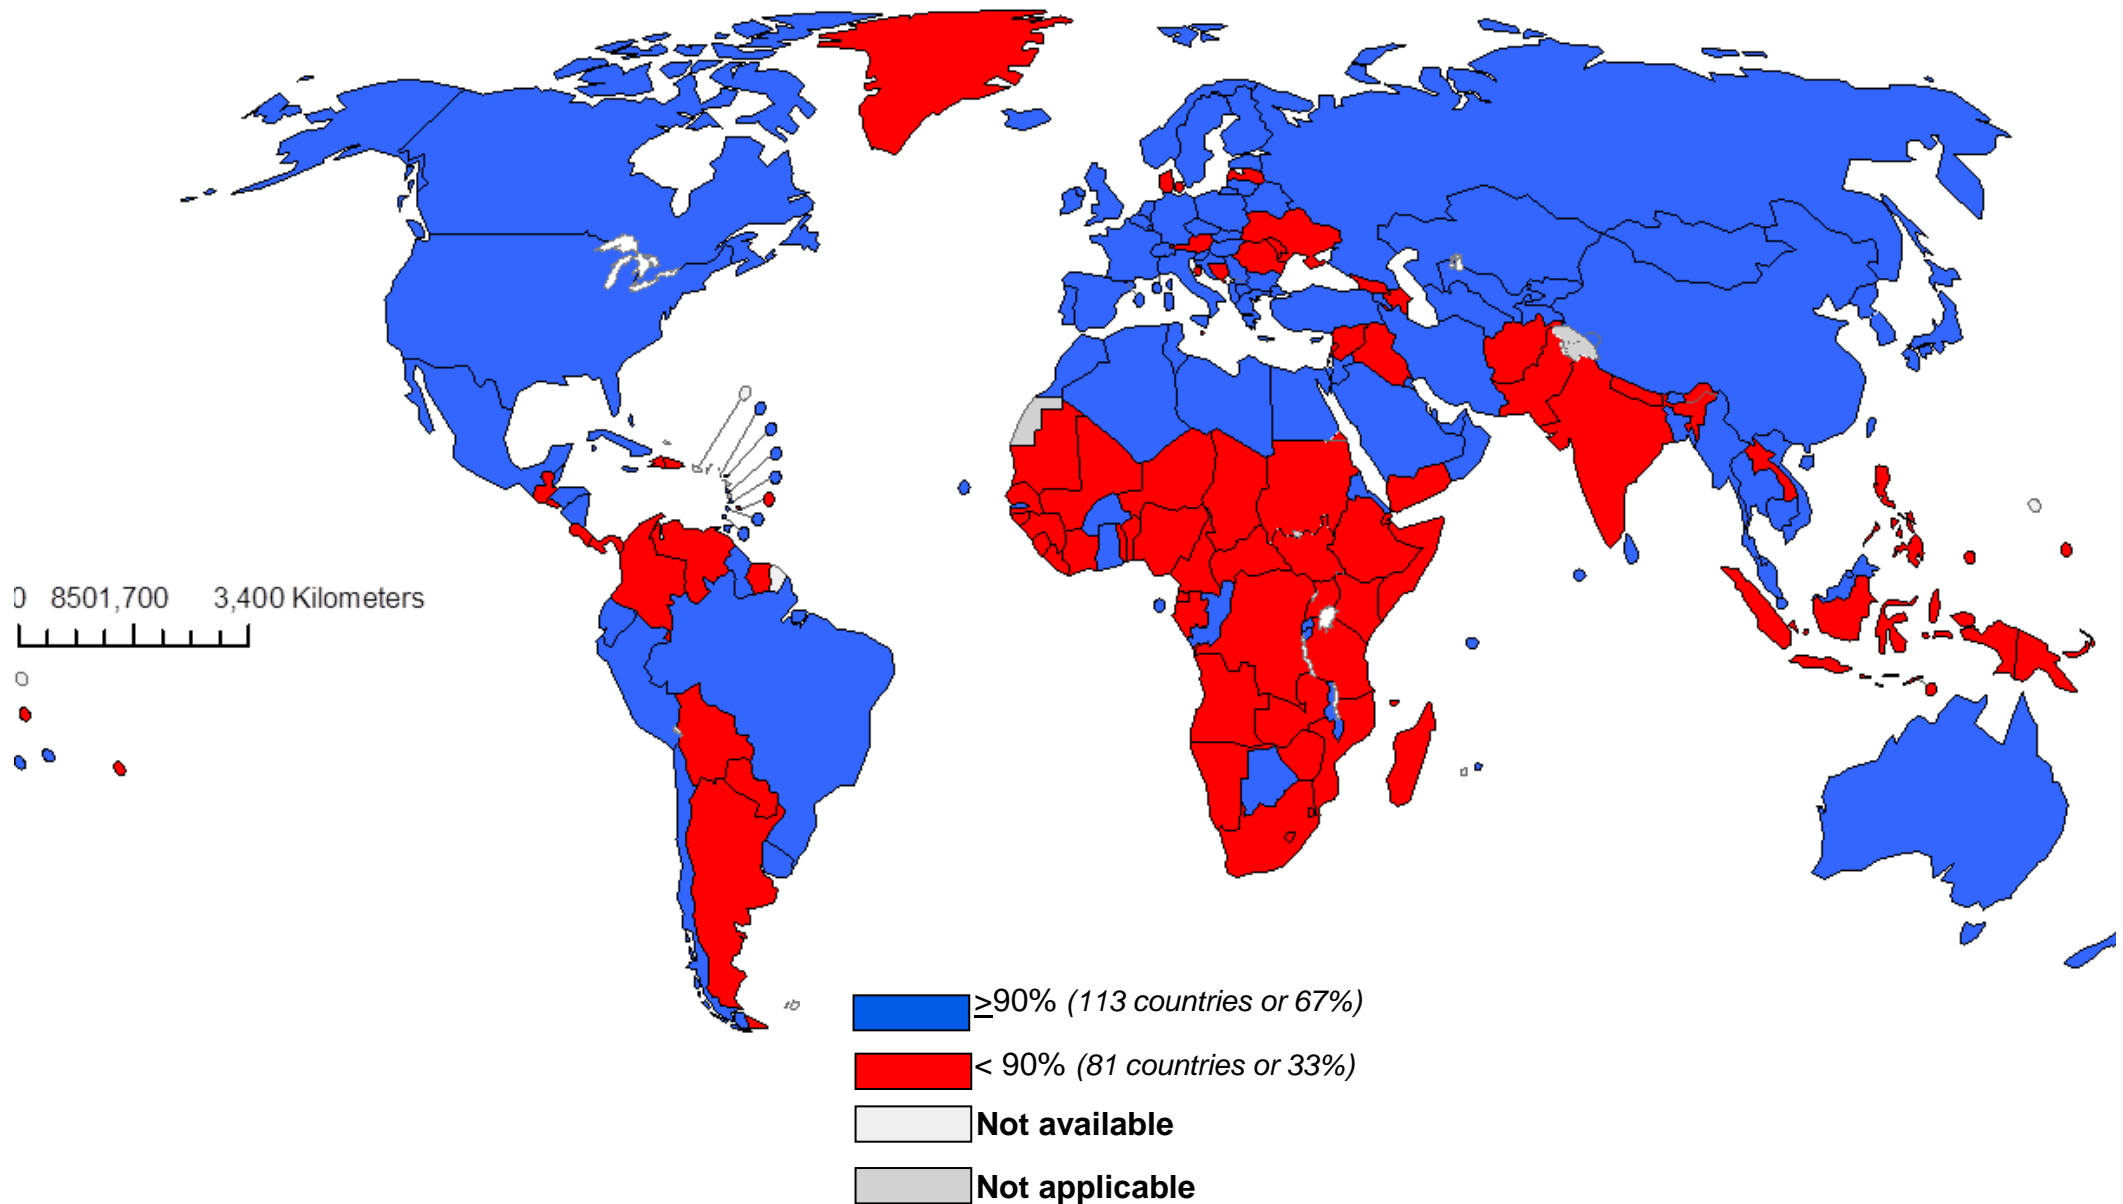 0 8501,700 3,400 Kilometers
≥90% (113 countries or 67%)
< 90% (81 countries or 33%)
Not available
Not applicable